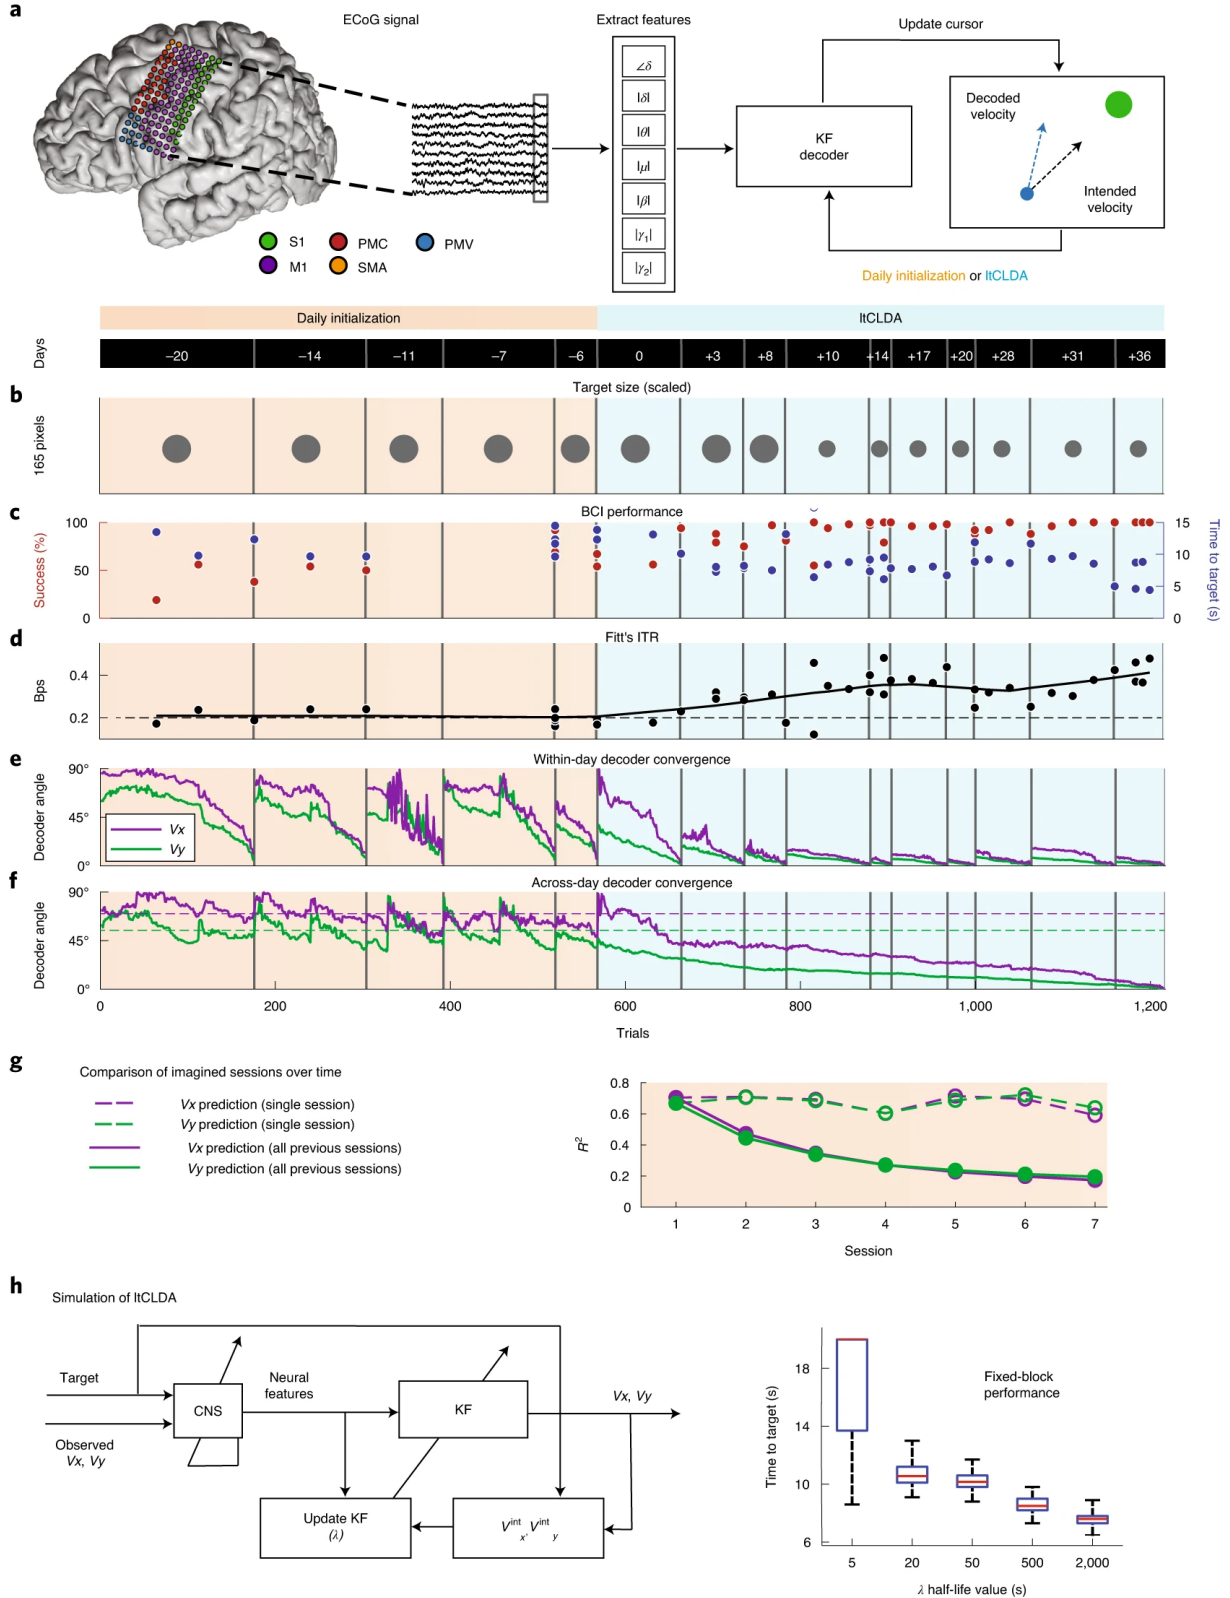 a
ECoG signal
Extract features
Update cursor
∠δ
|δ|
|θ|
|μ|
|β|
|γ1|
|γ2|
KF
decoder
Decoded
velocity
Intended
velocity
S1
PMC
PMV
M1
SMA
Daily initialization or ltCLDA
Daily initialization
ltCLDA
Days
–20
–14
–11
–7
–6
0
+3
+8
+10
+14
+17
+20
+28
+31
+36
b
Target size (scaled)
165 pixels
c
BCI performance
Success (%)
100
50
0
15
10
5
0
Time to target (s)
d
Fitt's ITR
Bps
0.4
0.2
e
Within-day decoder convergence
Decoder angle
90°
45°
0°
Vx
Vy
f
Across-day decoder convergence
Decoder angle
90°
45°
0°
0
200
400
600
800
1,000
1,200
Trials
g
Comparison of imagined sessions over time
Vx prediction (single session)
Vy prediction (single session)
Vx prediction (all previous sessions)
Vy prediction (all previous sessions)
R2
0.8
0.6
0.4
0.2
0
1
2
3
4
5
6
7
Session
h
Simulation of ltCLDA
Target
Observed
Vx, Vy
CNS
Neural
features
KF
Vx, Vy
Update KF
(λ)
V int x, V int y
Fixed-block
performance
Time to target (s)
18
14
10
6
5
20
50
500
2,000
λ half-life value (s)